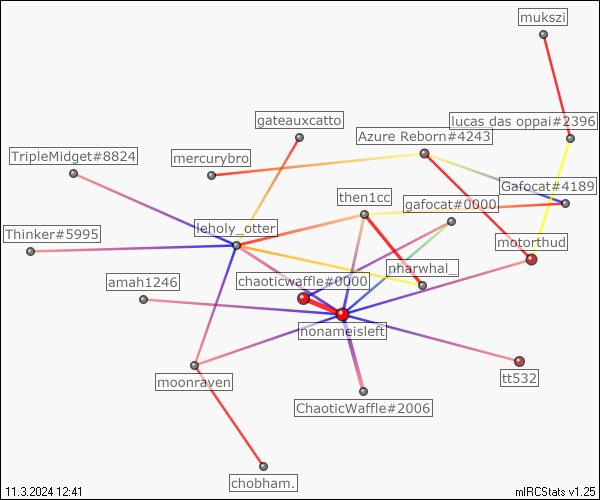 mukszi
lucas das oppai#2396
gateauxcatto
Azure Reborn#4243
TripleMidget#8824
mercurybro
Gafocat#4189
then1cc
gafocat#0000
Thinker#5995
leholy_otter
motorthud
nharwhal_
amah1246
chaoticwaffle#0000
nonameisleft
moonraven
tt532
ChaoticWaffle#2006
chobham.
11.3.2024 12:41
mIRCStats v1.25